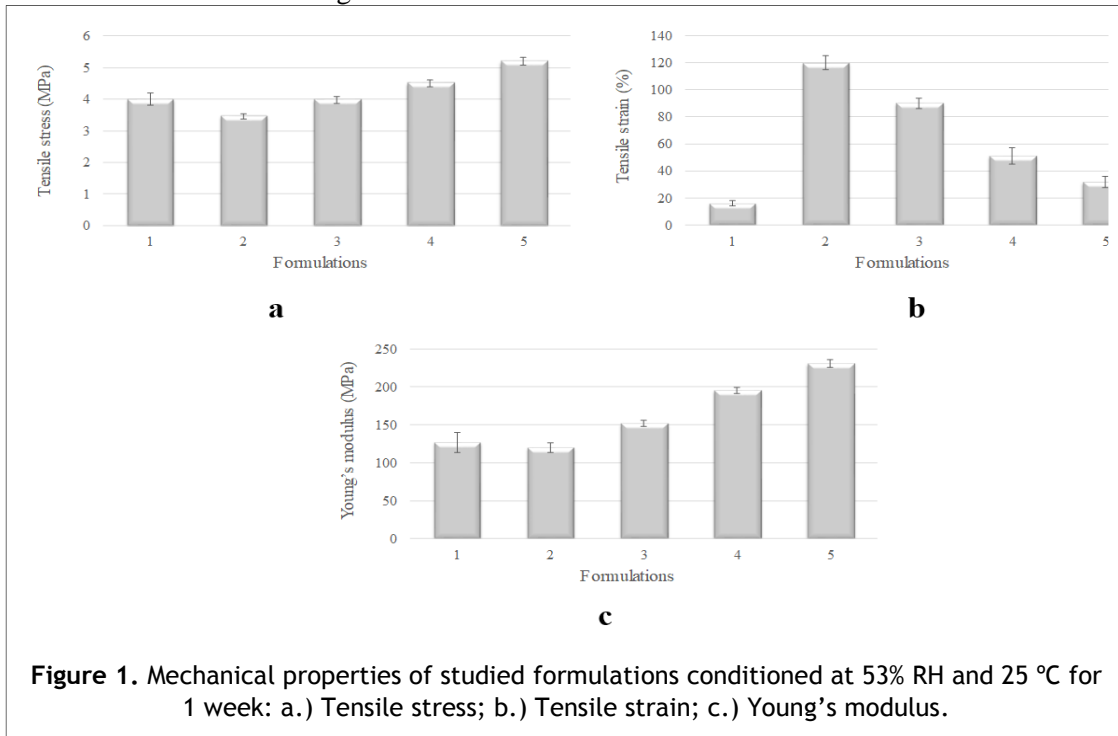 6
5
4
3
2
1
0
Tensile stress (MPa)
1 2 3 4 5
Formulations
a
140
120
100
80
60
40
20
0
Tensile strain (%)
1 2 3 4 5
Formulations
b
250
200
150
100
50
0
Young's modulus (MPa)
1 2 3 4 5
Formulations
c
Figure 1. Mechanical properties of studied formulations conditioned at 53% RH and 25 ºC for
1 week: a.) Tensile stress; b.) Tensile strain; c.) Young's modulus.